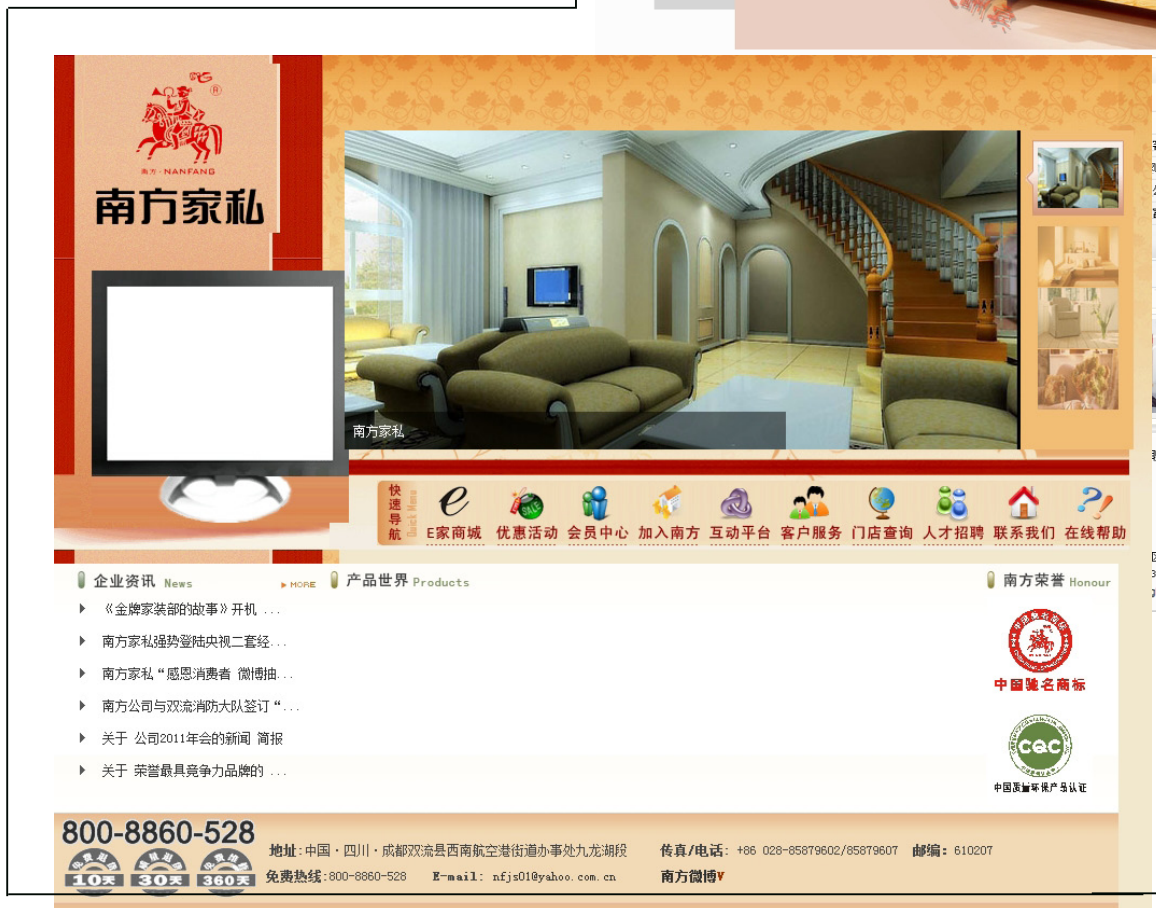 南方·NANFANG
南方家私
南方家私
快速导航 Quick Menu
E家商城 优惠活动 会员中心 加入南方 互动平台 客户服务 门店查询 人才招聘 联系我们 在线帮助
企业资讯 News MORE 产品世界 Products 南方荣誉 Honour
《金牌家装部的故事》开机 ...
南方家私强势登陆央视二套经...
南方家私“感恩消费者 微博抽...
南方公司与双流消防大队签订“...
关于 公司2011年会的新闻 简报
关于 荣誉最具竞争力品牌的 ...
中国驰名商标
中国驰名商标
CQC
中国质量环保产品认证
800-8860-528
10天 30天 360天
地址:中国·四川·成都双流县西南航空港街道办事处九龙湖段 传真/电话: +86 028-85879602/85879607 邮编: 610207
免费热线:800-8860-528 E-mail: nfjs01@yahoo.com.cn 南方微博V